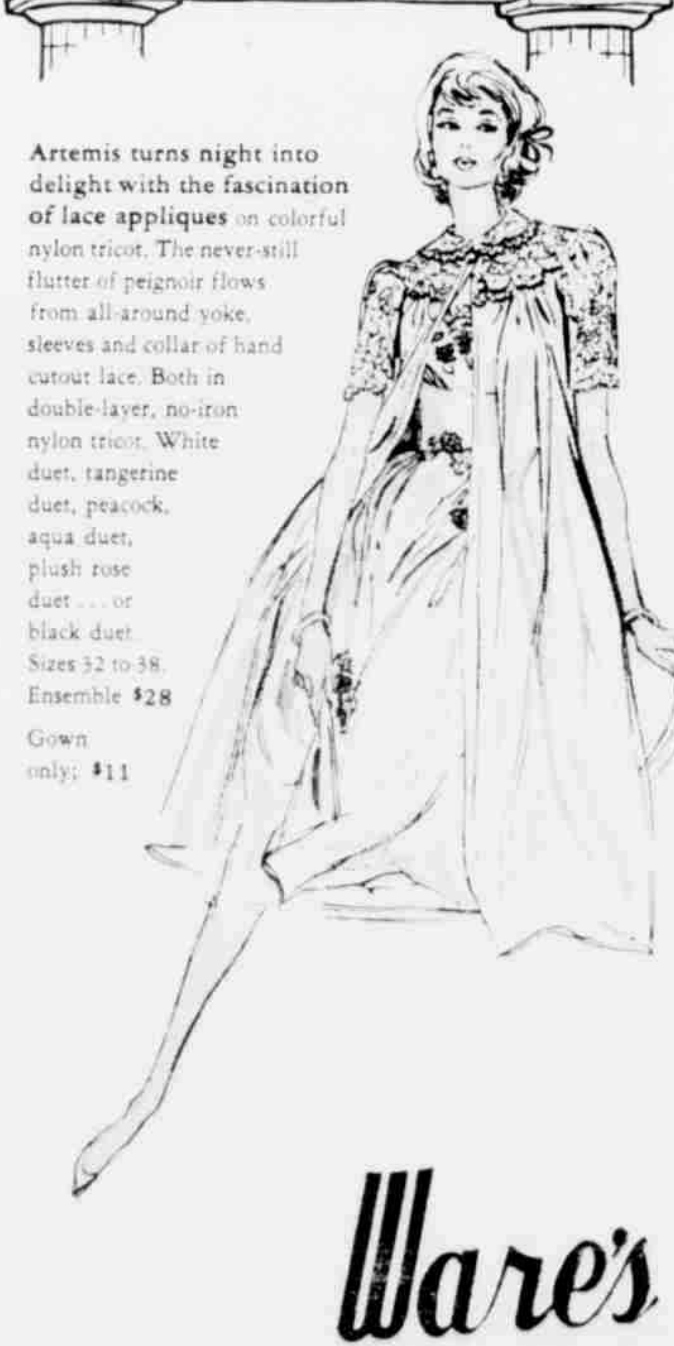 Artemis turns night into
delight with the fascination
of lace appliques on colorful
nylon tricot. The never-still
flutter of peignoir flows
from all-around yoke,
sleeves and collar of hand
cutout lace. Both in
double-layer, no-iron
nylon tricot. White
duet, tangerine
duet, peacock,
aqua duet,
plush rose
duet ... or
black duet.
Sizes 32 to 38.
Ensemble $28
Gown
only; $11
Ware's